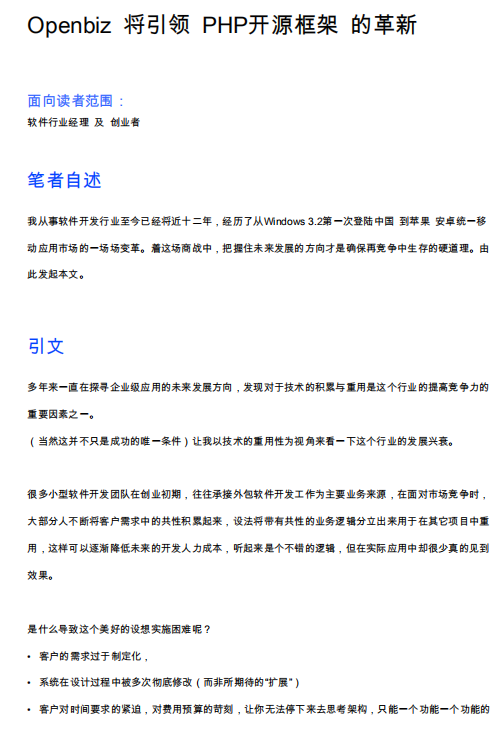 Openbiz 将引领 PHP开源框架 的革新
面向读者范围：
软件行业经理 及 创业者
笔者自述
我从事软件开发行业至今已经将近十二年，经历了从Windows 3.2第一次登陆中国 到苹果 安卓统一移
动应用市场的一场场变革。着这场商战中，把握住未来发展的方向才是确保再竞争中生存的硬道理。由
此发起本文。
引文
多年来一直在探寻企业级应用的未来发展方向，发现对于技术的积累与重用是这个行业的提高竞争力的
重要因素之一。
（当然这并不只是成功的唯一条件）让我以技术的重用性为视角来看一下这个行业的发展兴衰。
很多小型软件开发团队在创业初期，往往承接外包软件开发工作为主要业务来源，在面对市场竞争时，
大部分人不断将客户需求中的共性积累起来，设法将带有共性的业务逻辑分立出来用于在其它项目中重
用，这样可以逐渐降低未来的开发人力成本，听起来是个不错的逻辑，但在实际应用中却很少真的见到
效果。
是什么导致这个美好的设想实施困难呢？
• 客户的需求过于制定化，
• 系统在设计过程中被多次彻底修改（而非所期待的“扩展”）
• 客户对时间要求的紧迫，对费用预算的苛刻，让你无法停下来去思考架构，只能一个功能一个功能的